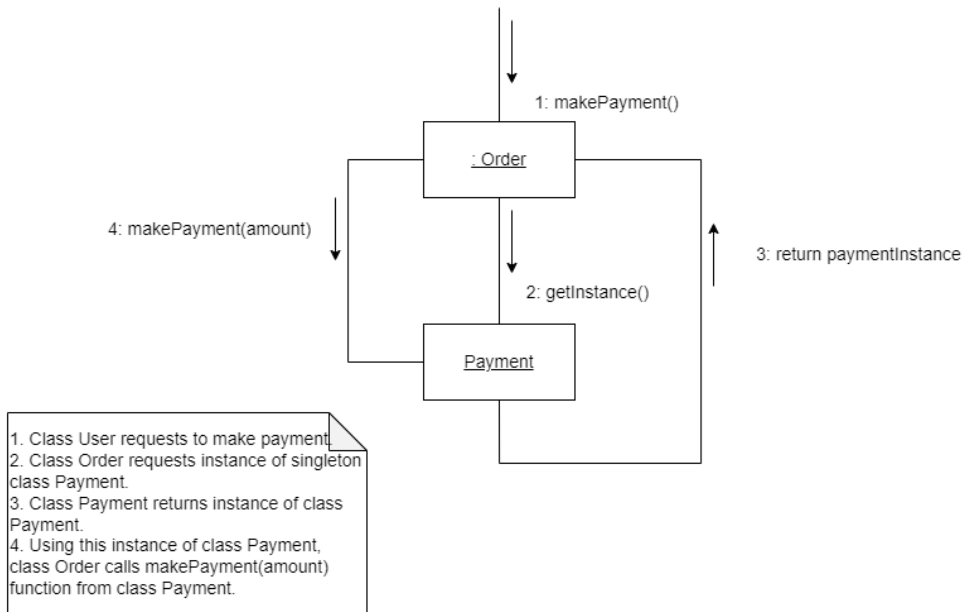 1: makePayment()
: Order
4: makePayment(amount)
3: return paymentInstance
2: getInstance()
Payment
1. Class User requests to make payment.
2. Class Order requests instance of singleton
class Payment.
3. Class Payment returns instance of class
Payment.
4. Using this instance of class Payment,
class Order calls makePayment(amount)
function from class Payment.